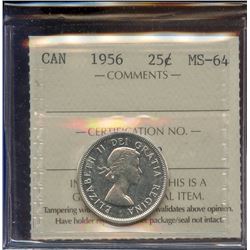 CAN 1956 25¢ MS-64
— COMMENTS —
— CERTIFICATION NO. —
ELIZABETH II DEI GRATIA REGINA
IN THIS IS A
G AL ITEM.
Tampering validates above opinion.
Have holder package/seal not intact.